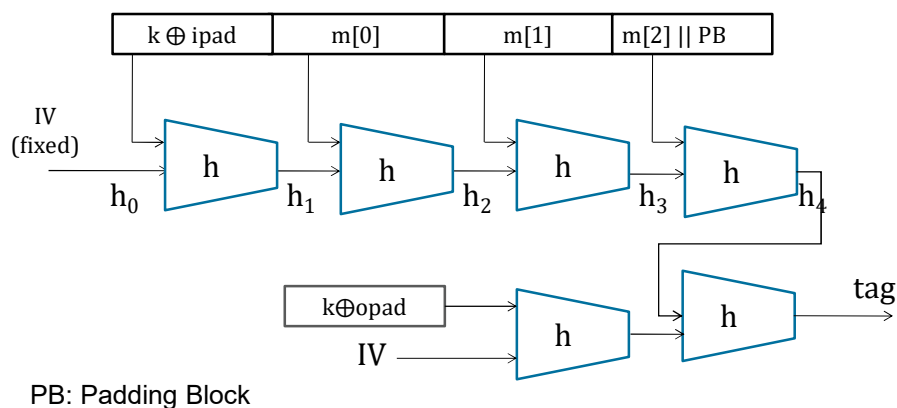 k ⊕ ipad
m[0]
m[1]
m[2] || PB
IV
(fixed)
h
h
h
h
h₀
h₁
h₂
h₃
h₄
k⊕opad
IV
h
h
tag
PB: Padding Block